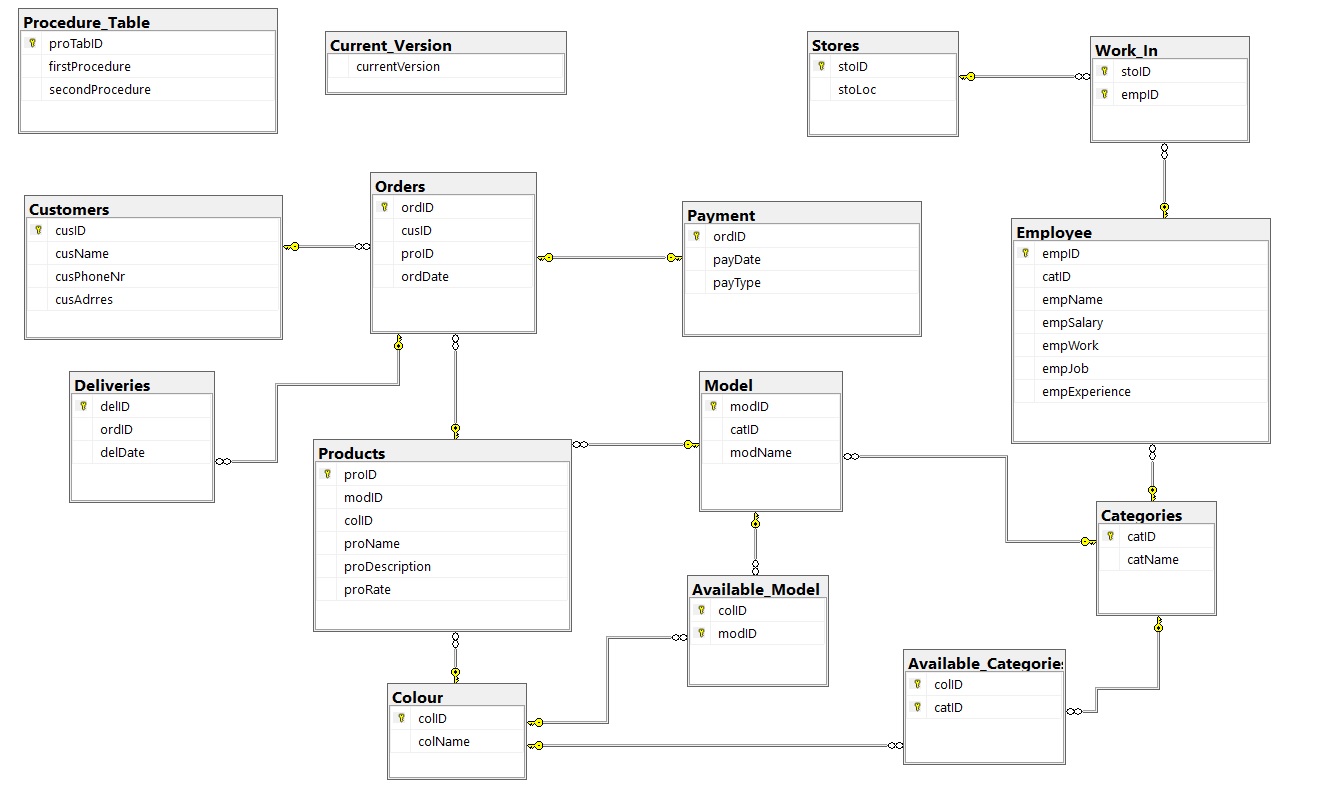 Procedure_Table
proTabID
firstProcedure
secondProcedure
Current_Version
currentVersion
Stores
stoID
stoLoc
Work_In
stoID
empID
Customers
cusID
cusName
cusPhoneNr
cusAdrres
Orders
ordID
cusID
proID
ordDate
Payment
ordID
payDate
payType
Employee
empID
catID
empName
empSalary
empWork
empJob
empExperience
Deliveries
delID
ordID
delDate
Products
proID
modID
colID
proName
proDescription
proRate
Model
modID
catID
modName
Categories
catID
catName
Available_Model
colID
modID
Available_Categories
colID
catID
Colour
colID
colName